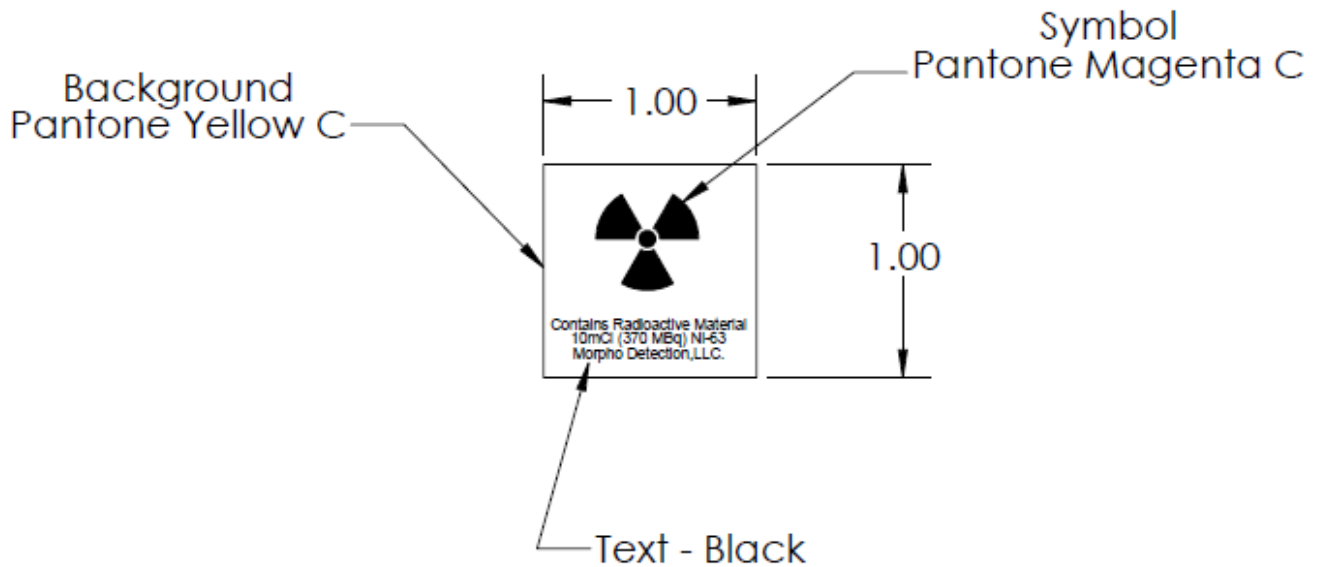 Symbol
Pantone Magenta C
Background
Pantone Yellow C
1.00
1.00
Contains Radioactive Material
10mCi (370 MBq) Ni-63
Morpho Detection,LLC.
Text - Black